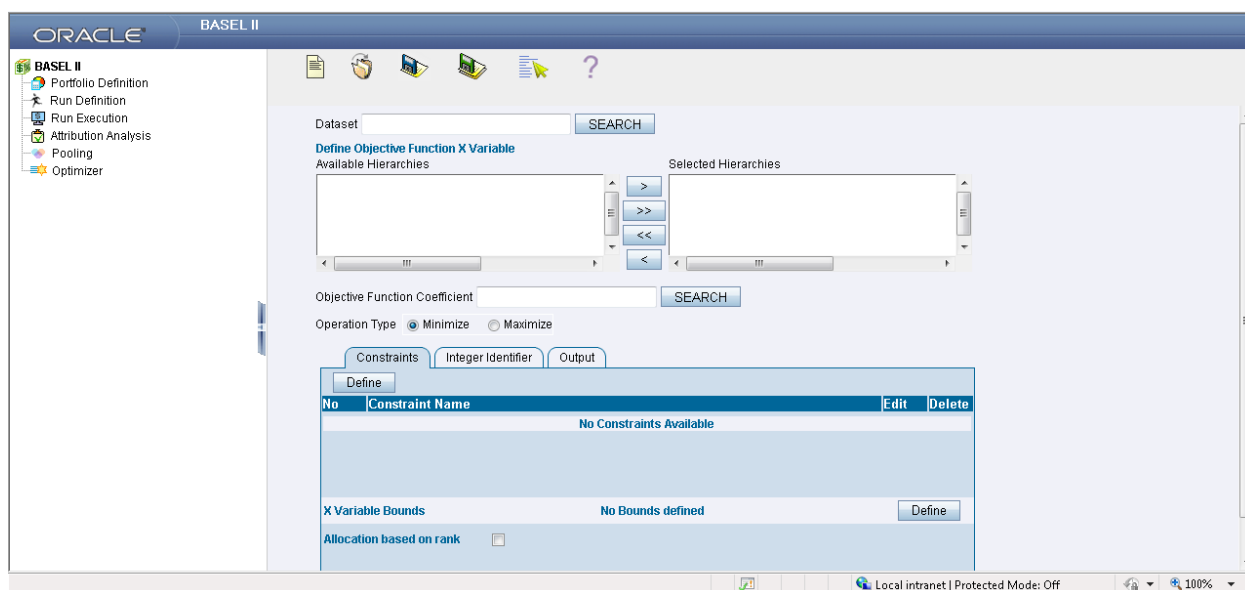 ORACLE
BASEL II
BASEL II
Portfolio Definition
Run Definition
Run Execution
Attribution Analysis
Pooling
Optimizer
?
Dataset SEARCH
Define Objective Function X Variable
Available Hierarchies Selected Hierarchies
>
>>
<<
<
Objective Function Coefficient SEARCH
Operation Type Minimize Maximize
Constraints Integer Identifier Output
Define
No Constraint Name Edit Delete
No Constraints Available
X Variable Bounds No Bounds defined Define
Allocation based on rank
Local intranet | Protected Mode: Off 100%